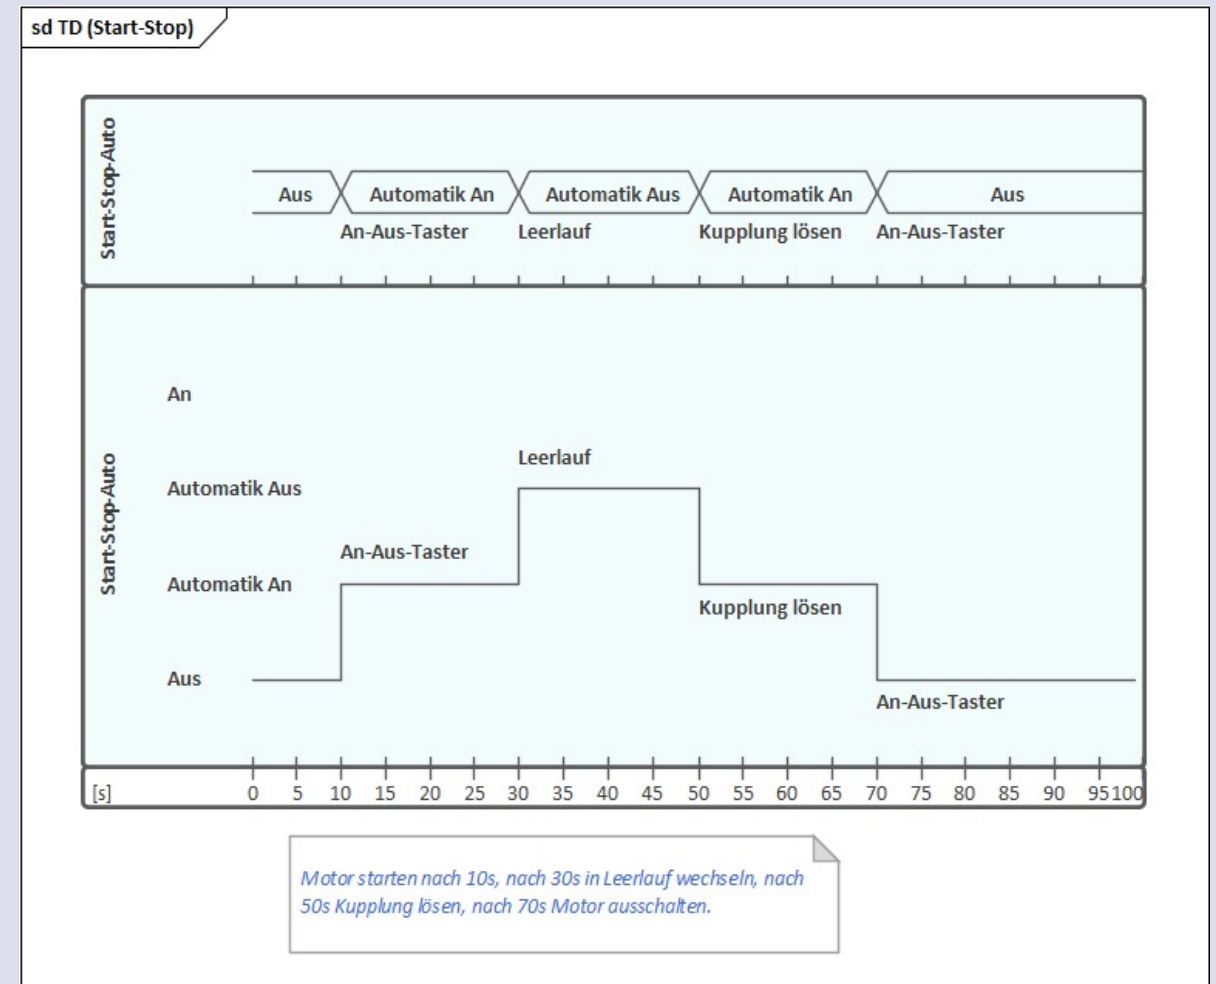 sd TD (Start-Stop)
Start-Stop-Auto
Aus
Automatik An
Automatik Aus
Automatik An
Aus
An-Aus-Taster
Leerlauf
Kupplung lösen
An-Aus-Taster
Start-Stop-Auto
An
Leerlauf
Automatik Aus
An-Aus-Taster
Automatik An
Kupplung lösen
Aus
An-Aus-Taster
[s]
0 5 10 15 20 25 30 35 40 45 50 55 60 65 70 75 80 85 90 95 100
Motor starten nach 10s, nach 30s in Leerlauf wechseln, nach
50s Kupplung lösen, nach 70s Motor ausschalten.